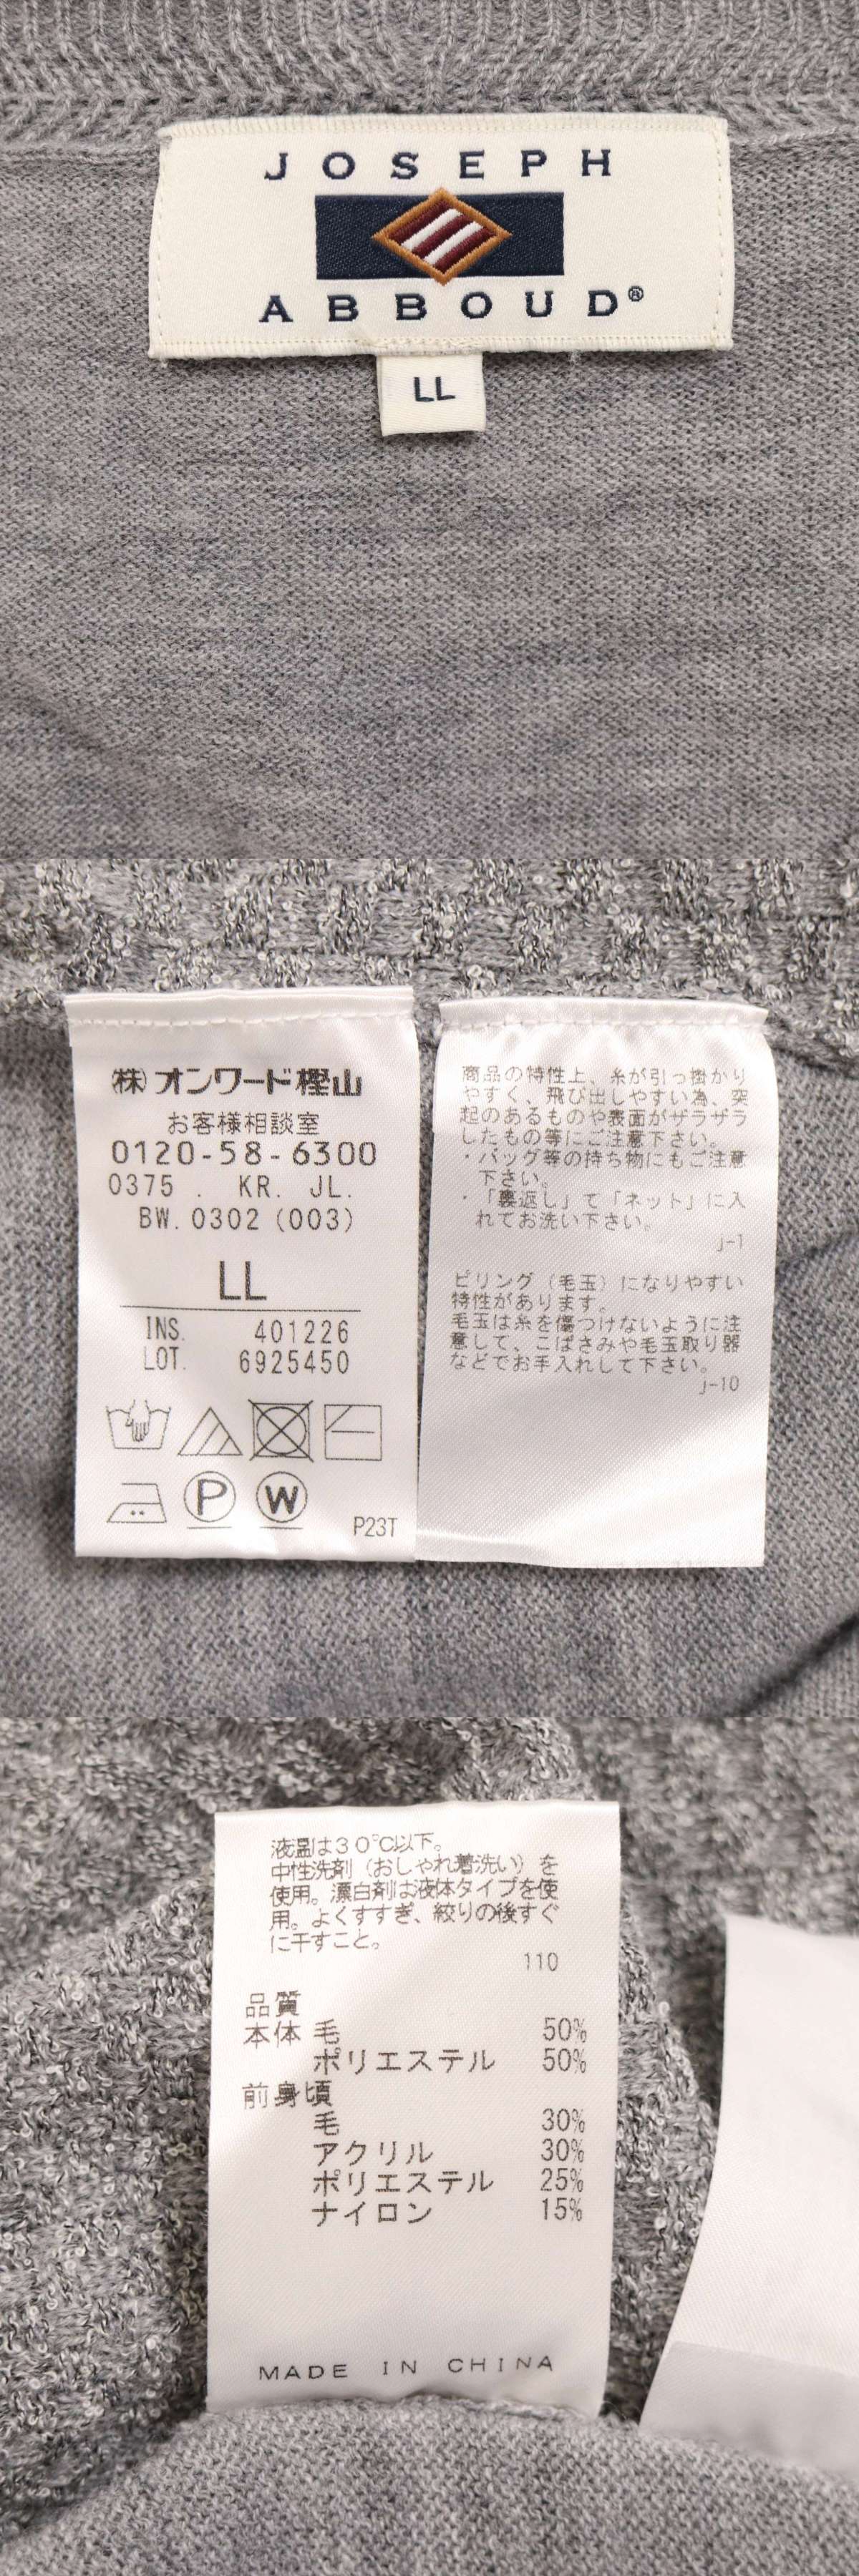 JOSEPH
ABBOUD®
LL
㈱オンワード樫山
お客様相談室
0120-58-6300
0375 . KR. JL.
BW. 0302 (003)
LL
INS. 401226
LOT. 6925450
P
W
P23T
商品の特性上、糸が引っ掛かり
やすく、飛び出しやすい為、突
起のあるものや表面がザラザラ
したもの等にご注意下さい。
・バッグ等の持ち物にもご注意
下さい。
・「裏返し」て「ネット」に入
れてお洗い下さい。
j-1
ピリング（毛玉）になりやすい
特性があります。
毛玉は糸を傷つけないように注
意して、こばさみや毛玉取り器
などでお手入れして下さい。
j-10
液温は30℃以下。
中性洗剤（おしゃれ着洗い）を
使用。漂白剤は液体タイプを使
用。よくすすぎ、絞りの後すぐ
に干すこと。
110
品質
本体 毛 50%
ポリエステル 50%
前身頃
毛 30%
アクリル 30%
ポリエステル 25%
ナイロン 15%
MADE IN CHINA